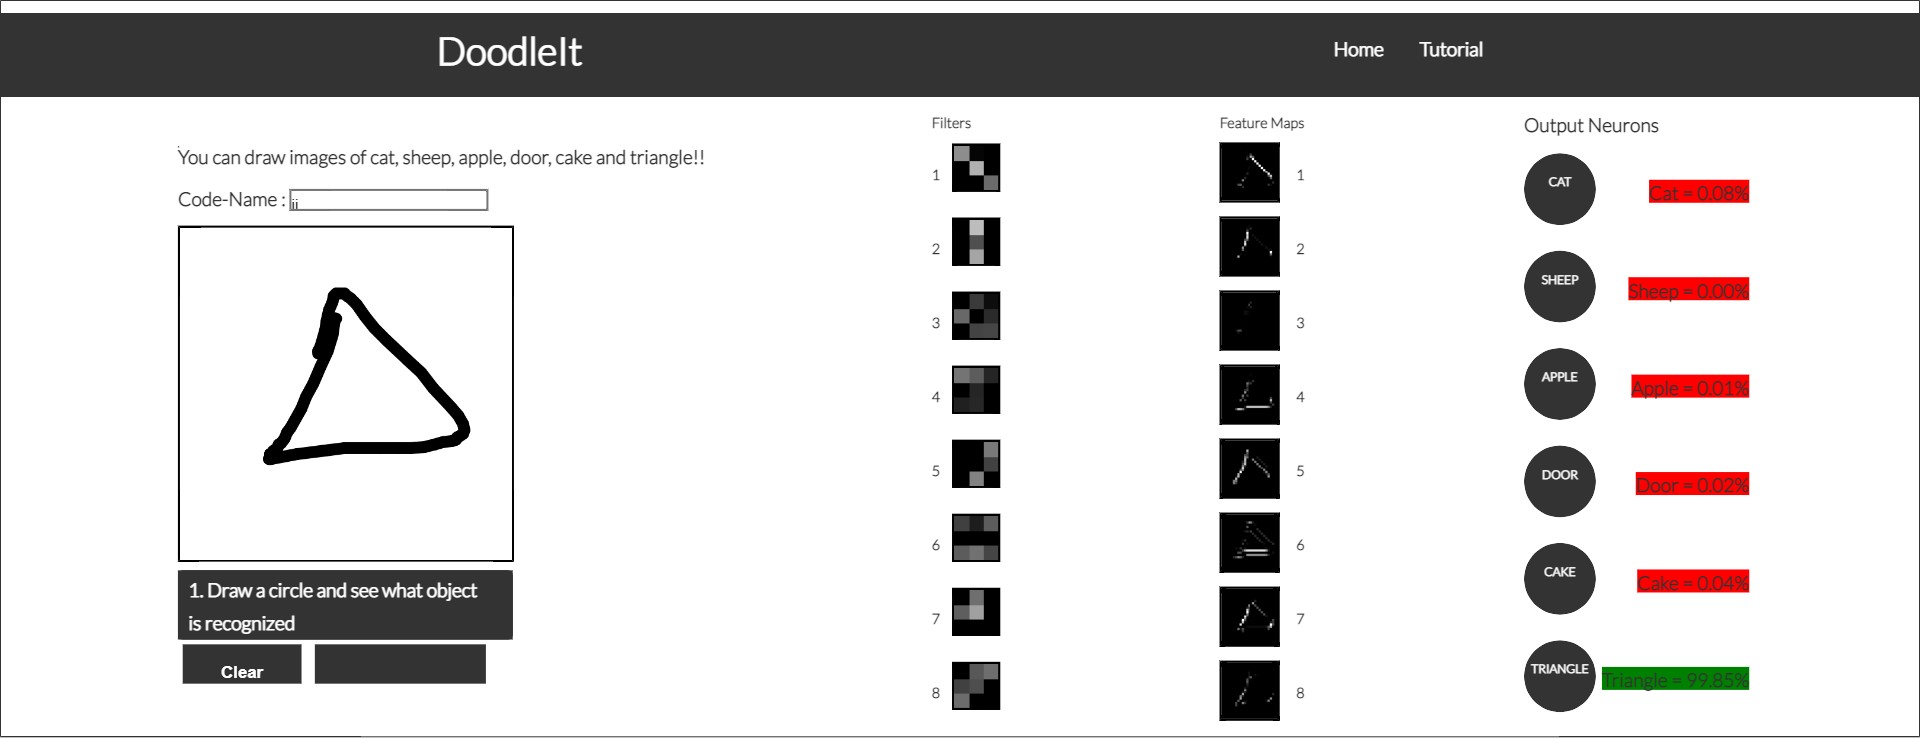 DoodleIt
Home Tutorial
You can draw images of cat, sheep, apple, door, cake and triangle!!
Code-Name : ii
1. Draw a circle and see what object
is recognized
Clear
Filters
1
2
3
4
5
6
7
8
Feature Maps
1
2
3
4
5
6
7
8
Output Neurons
CAT Cat = 0.08%
SHEEP Sheep = 0.00%
APPLE Apple = 0.01%
DOOR Door = 0.02%
CAKE Cake = 0.04%
TRIANGLE Triangle = 99.85%